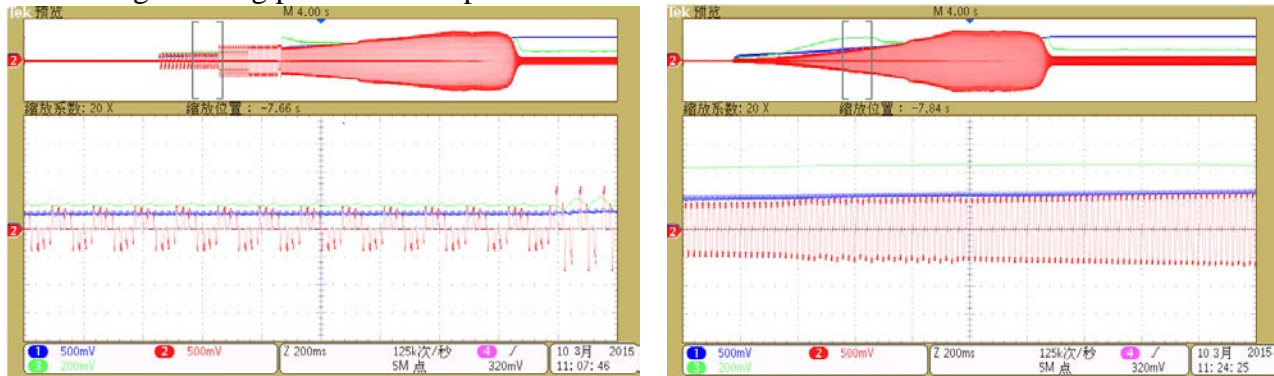 Tek 预览
M 4.00 s
2
缩放系数: 20 X
缩放位置: -7.66 s
2
1 500mV
2 500mV
3 200mV
Z 200ms
125k次/秒
5M 点
4
320mV
10 3月 2015
11:07:46
Tek 预览
M 4.00 s
2
缩放系数: 20 X
缩放位置: -7.84 s
2
1 500mV
2 500mV
3 200mV
Z 200ms
125k次/秒
5M 点
4
320mV
10 3月 2015
11:24:25